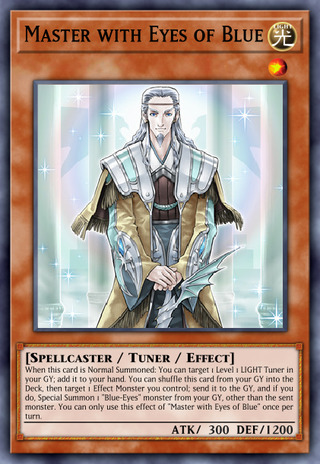 Master with Eyes of Blue
LIGHT
光
[Spellcaster / Tuner / Effect]
When this card is Normal Summoned: You can target 1 Level 1 LIGHT Tuner in
your GY; add it to your hand. You can shuffle this card from your GY into
the Deck, then target 1 Effect Monster you control; send it to the GY, and if you
do, Special Summon 1 "Blue-Eyes" monster from your GY, other than the sent
monster. You can only use this effect of "Master with Eyes of Blue" once per
turn.
ATK/ 300 DEF/1200